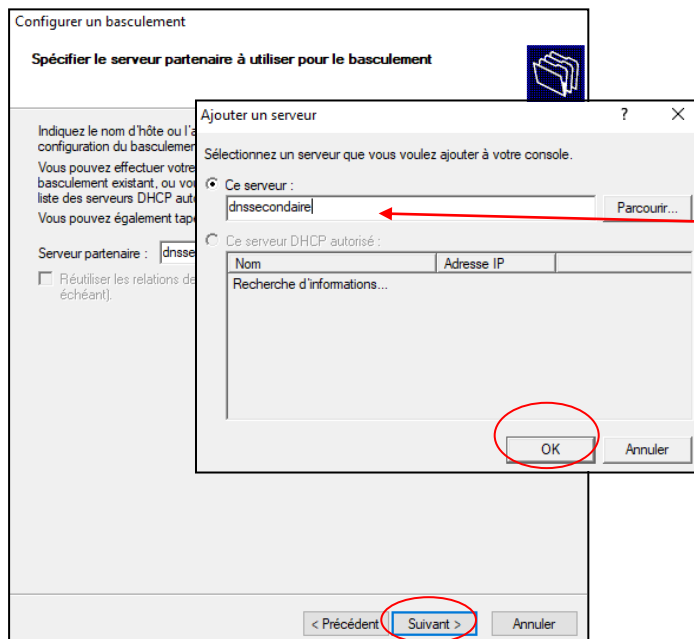 Configurer un basculement
Spécifier le serveur partenaire à utiliser pour le basculement
Indiquez le nom d'hôte ou l'a
configuration du basculemen
Vous pouvez effectuer votre
basculement existant, ou vou
liste des serveurs DHCP auto
Vous pouvez également tape
Serveur partenaire :
dnsse
Réutiliser les relations de
échéant).
< Précédent
Suivant >
Annuler
Ajouter un serveur
?
Sélectionnez un serveur que vous voulez ajouter à votre console.
Ce serveur :
dnssecondaire
Parcourir...
Ce serveur DHCP autorisé :
Nom
Adresse IP
Recherche d'informations...
OK
Annuler